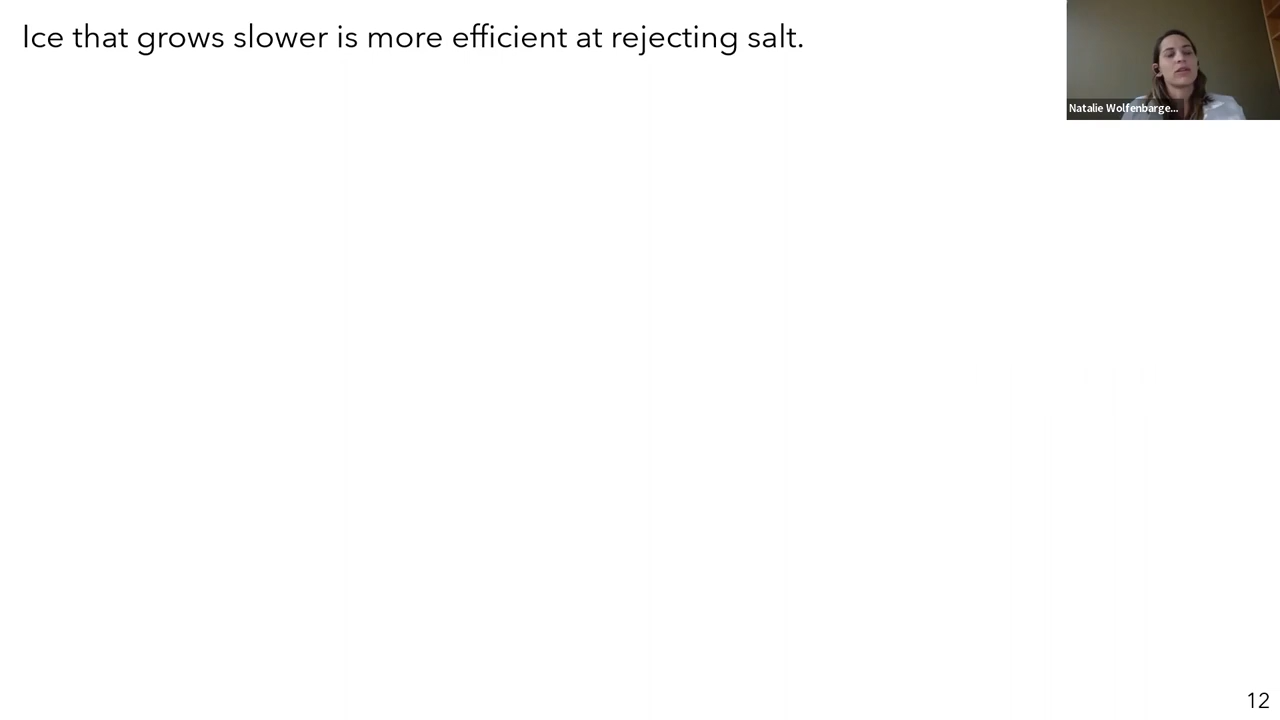 Ice that grows slower is more efficient at rejecting salt.
Natalie Wolfenbarge...
12